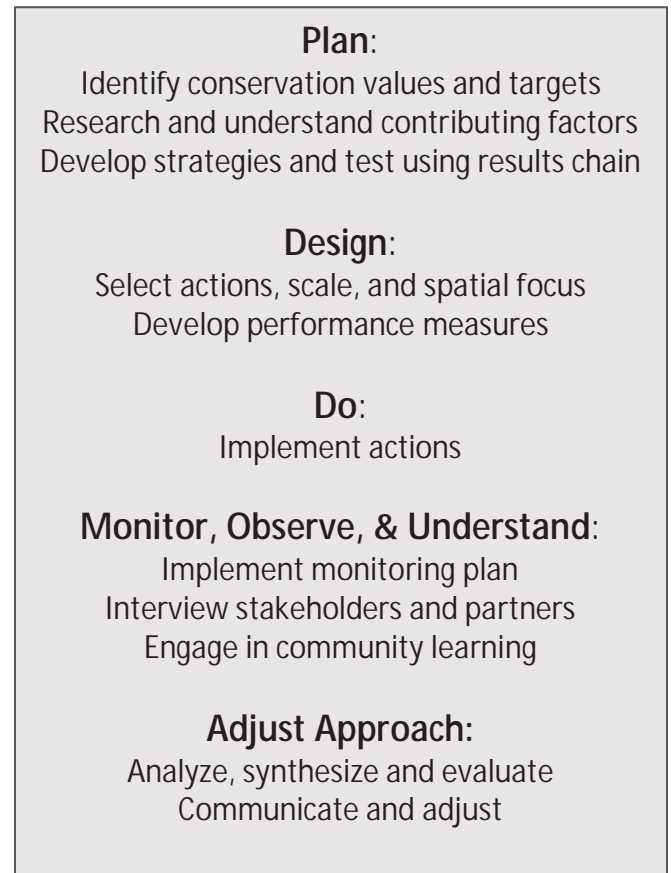 Plan:
Identify conservation values and targets
Research and understand contributing factors
Develop strategies and test using results chain
Design:
Select actions, scale, and spatial focus
Develop performance measures
Do:
Implement actions
Monitor, Observe, & Understand:
Implement monitoring plan
Interview stakeholders and partners
Engage in community learning
Adjust Approach:
Analyze, synthesize and evaluate
Communicate and adjust